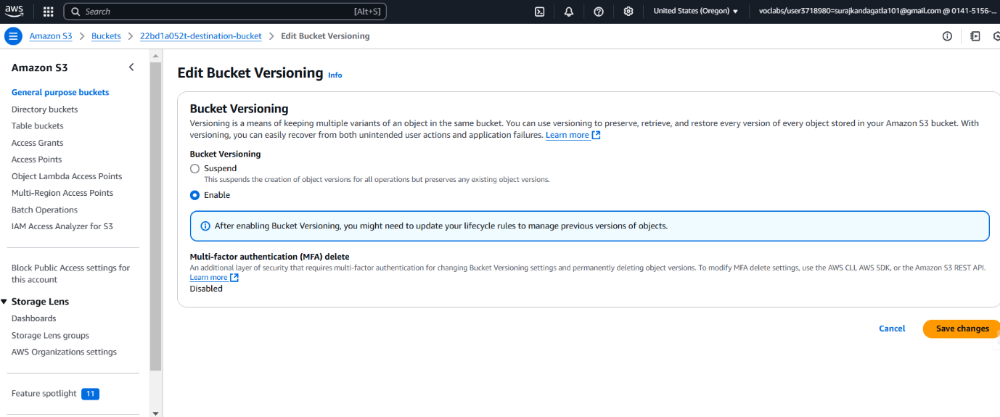 aws
Search [Alt+S]
United States (Oregon) ▼
voclabs/user3718980=surajkandagatla101@gmail.com @ 0141-5156-...
Amazon S3 > Buckets > 22bd1a052t-destination-bucket > Edit Bucket Versioning
Amazon S3
General purpose buckets
Directory buckets
Table buckets
Access Grants
Access Points
Object Lambda Access Points
Multi-Region Access Points
Batch Operations
IAM Access Analyzer for S3
Block Public Access settings for
this account
Storage Lens
Dashboards
Storage Lens groups
AWS Organizations settings
Feature spotlight 11
Edit Bucket Versioning Info
Bucket Versioning
Versioning is a means of keeping multiple variants of an object in the same bucket. You can use versioning to preserve, retrieve, and restore every version of every object stored in your Amazon S3 bucket. With
versioning, you can easily recover from both unintended user actions and application failures. Learn more
Bucket Versioning
Suspend
This suspends the creation of object versions for all operations but preserves any existing object versions.
Enable
After enabling Bucket Versioning, you might need to update your lifecycle rules to manage previous versions of objects.
Multi-factor authentication (MFA) delete
An additional layer of security that requires multi-factor authentication for changing Bucket Versioning settings and permanently deleting object versions. To modify MFA delete settings, use the AWS CLI, AWS SDK, or the Amazon S3 REST API.
Learn more
Disabled
Cancel
Save changes